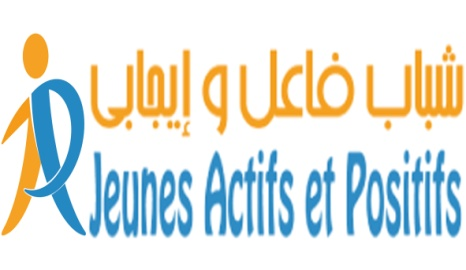 شباب فاعل و إيجابي
Jeunes Actifs et Positifs